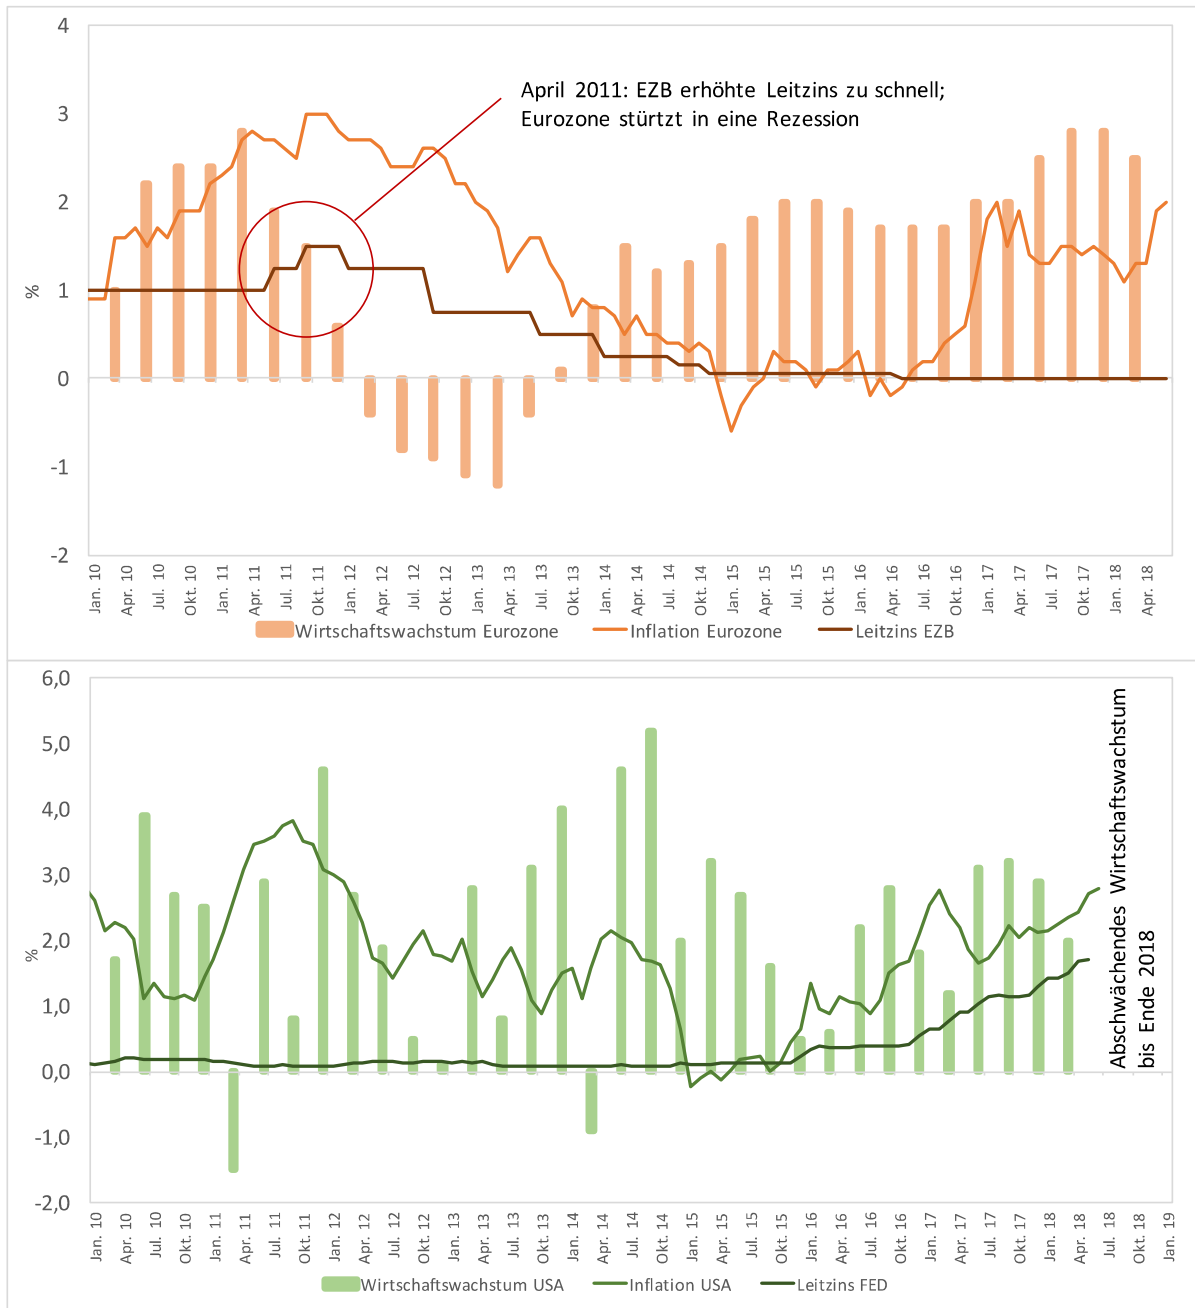 4
3
2
1
0
-1
-2
%
April 2011: EZB erhöhte Leitzins zu schnell;
Eurozone stürtzt in eine Rezession
Jan. 10
Apr. 10
Jul. 10
Okt. 10
Jan. 11
Apr. 11
Jul. 11
Okt. 11
Jan. 12
Apr. 12
Jul. 12
Okt. 12
Jan. 13
Apr. 13
Jul. 13
Okt. 13
Jan. 14
Apr. 14
Jul. 14
Okt. 14
Jan. 15
Apr. 15
Jul. 15
Okt. 15
Jan. 16
Apr. 16
Jul. 16
Okt. 16
Jan. 17
Apr. 17
Jul. 17
Okt. 17
Jan. 18
Apr. 18
Wirtschaftswachstum Eurozone
Inflation Eurozone
Leitzins EZB
6,0
5,0
4,0
3,0
2,0
1,0
0,0
-1,0
-2,0
%
Abschwächendes Wirtschaftswachstum
bis Ende 2018
Jan. 10
Apr. 10
Jul. 10
Okt. 10
Jan. 11
Apr. 11
Jul. 11
Okt. 11
Jan. 12
Apr. 12
Jul. 12
Okt. 12
Jan. 13
Apr. 13
Jul. 13
Okt. 13
Jan. 14
Apr. 14
Jul. 14
Okt. 14
Jan. 15
Apr. 15
Jul. 15
Okt. 15
Jan. 16
Apr. 16
Jul. 16
Okt. 16
Jan. 17
Apr. 17
Jul. 17
Okt. 17
Jan. 18
Apr. 18
Jul. 18
Okt. 18
Jan. 19
Wirtschaftswachstum USA
Inflation USA
Leitzins FED